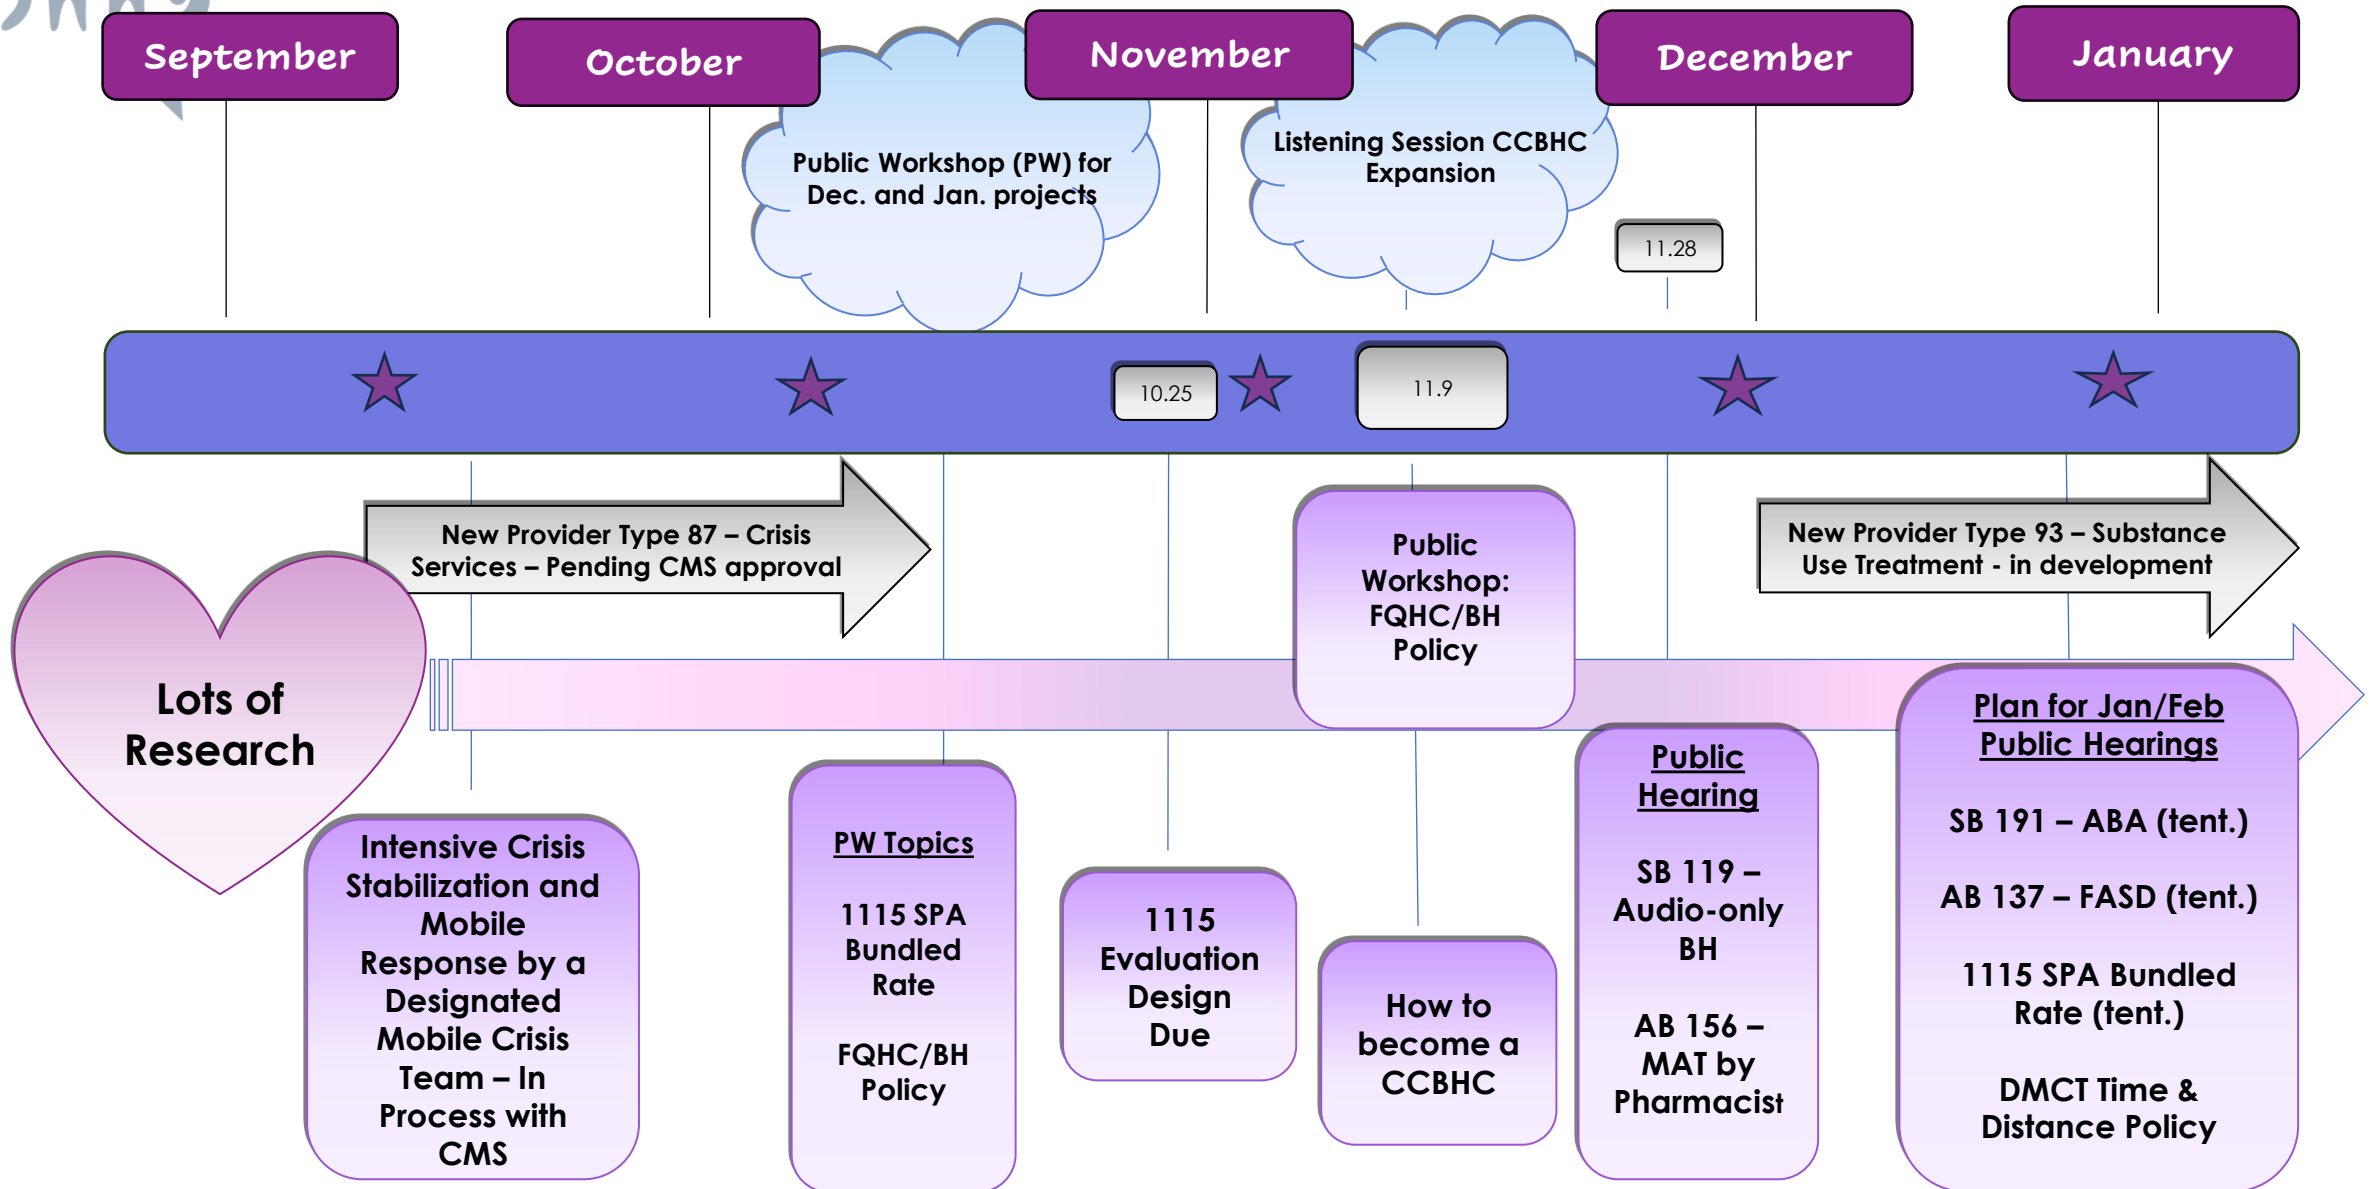 September
October
November
December
January
Public Workshop (PW) for
Dec. and Jan. projects
Listening Session CCBHC
Expansion
11.28
10.25
11.9
New Provider Type 87 – Crisis
Services – Pending CMS approval
New Provider Type 93 – Substance
Use Treatment - in development
Lots of
Research
Public
Workshop:
FQHC/BH
Policy
Intensive Crisis
Stabilization and
Mobile
Response by a
Designated
Mobile Crisis
Team – In
Process with
CMS
PW Topics
1115 SPA
Bundled
Rate
FQHC/BH
Policy
1115
Evaluation
Design
Due
How to
become a
CCBHC
Public
Hearing
SB 119 –
Audio-only
BH
AB 156 –
MAT by
Pharmacist
Plan for Jan/Feb
Public Hearings
SB 191 – ABA (tent.)
AB 137 – FASD (tent.)
1115 SPA Bundled
Rate (tent.)
DMCT Time &
Distance Policy